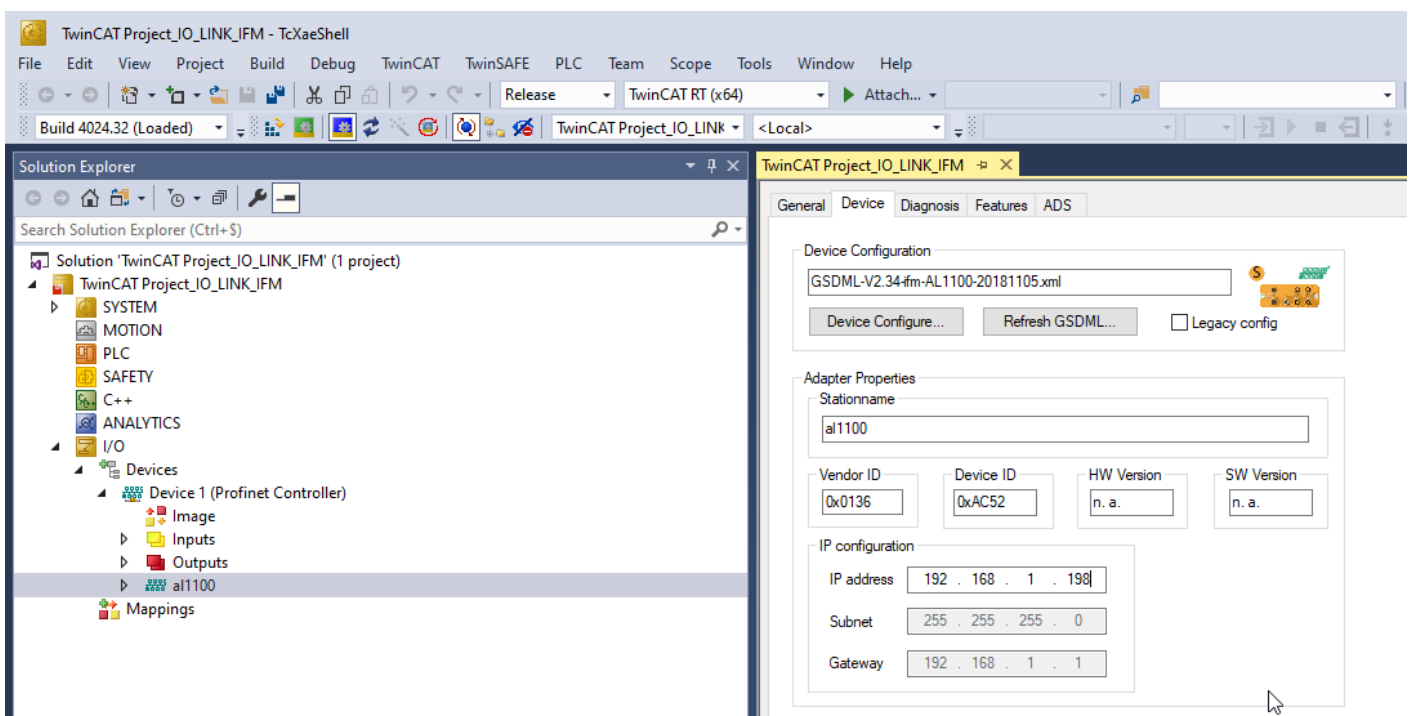 TwinCAT Project_IO_LINK_IFM - TcXaeShell
File Edit View Project Build Debug TwinCAT TwinSAFE PLC Team Scope Tools Window Help
Release TwinCAT RT (x64) Attach...
Build 4024.32 (Loaded) TwinCAT Project_IO_LINK <Local>
Solution Explorer
Search Solution Explorer (Ctrl+$)
Solution 'TwinCAT Project_IO_LINK_IFM' (1 project)
TwinCAT Project_IO_LINK_IFM
SYSTEM
MOTION
PLC
SAFETY
C++
ANALYTICS
I/O
Devices
Device 1 (Profinet Controller)
Image
Inputs
Outputs
al1100
Mappings
TwinCAT Project_IO_LINK_IFM
General Device Diagnosis Features ADS
Device Configuration
GSDML-V2.34-ifm-AL1100-20181105.xml
Device Configure... Refresh GSDML... Legacy config
Adapter Properties
Stationname
al1100
Vendor ID Device ID HW Version SW Version
0x0136 0xAC52 n. a. n. a.
IP configuration
IP address 192 . 168 . 1 . 198
Subnet 255 . 255 . 255 . 0
Gateway 192 . 168 . 1 . 1